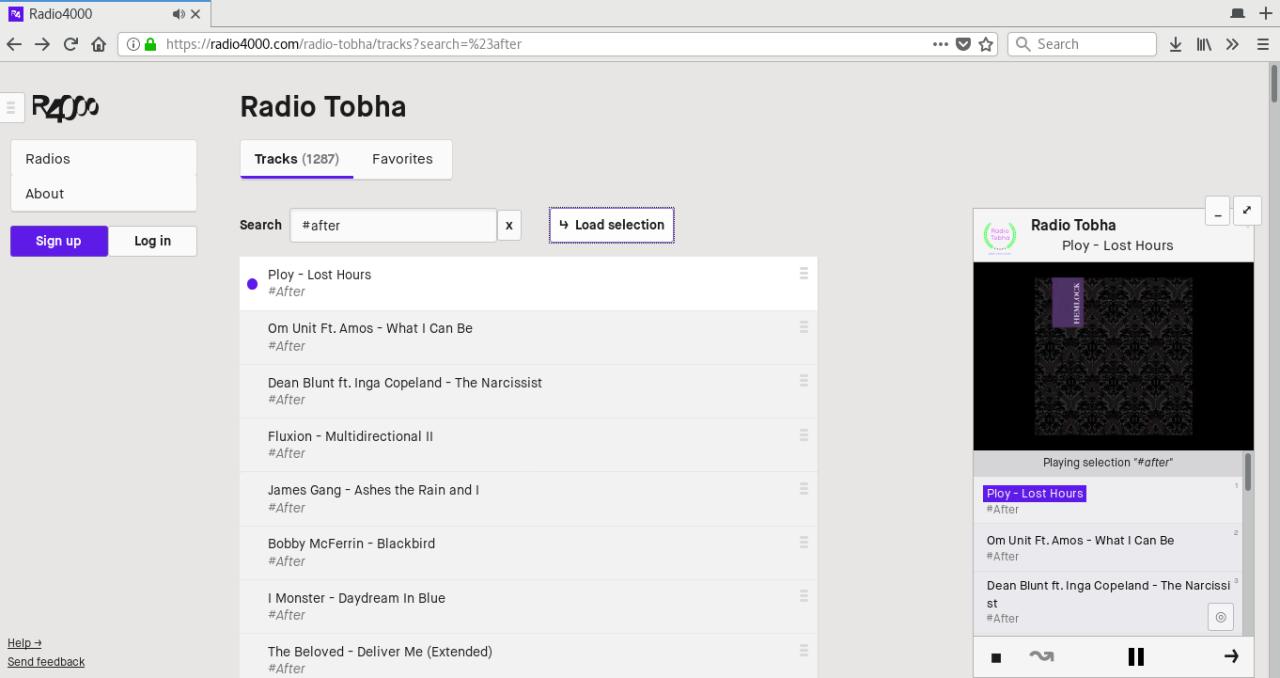 Radio4000
https://radio4000.com/radio-tobha/tracks?search=%23after
Search
R4000
Radios
About
Sign up
Log in
Help →
Send feedback
Radio Tobha
Tracks (1287)
Favorites
Search
#after
x
↳ Load selection
Ploy - Lost Hours
#After
Om Unit Ft. Amos - What I Can Be
#After
Dean Blunt ft. Inga Copeland - The Narcissist
#After
Fluxion - Multidirectional II
#After
James Gang - Ashes the Rain and I
#After
Bobby McFerrin - Blackbird
#After
I Monster - Daydream In Blue
#After
The Beloved - Deliver Me (Extended)
#After
Radio
Tobha
Radio Tobha
Ploy - Lost Hours
HEMLOCK
Playing selection "#after"
Ploy - Lost Hours
1
#After
Om Unit Ft. Amos - What I Can Be
2
#After
Dean Blunt ft. Inga Copeland - The Narcissi
3
st
#After